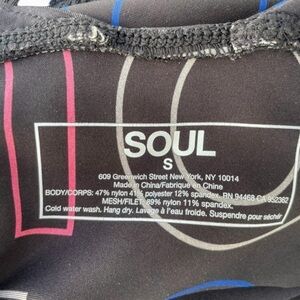 SOUL
S
609 Greenwich Street New York, NY 10014
Made in China/Fabriqué en Chine
BODY/CORPS: 47% nylon 41% polyester 12% spandex. RN 94468 CA 952362
MESH/FILET: 89% nylon 11% spandex.
Cold water wash. Hang dry. Lavage à l'eau froide. Suspendre pour séchér